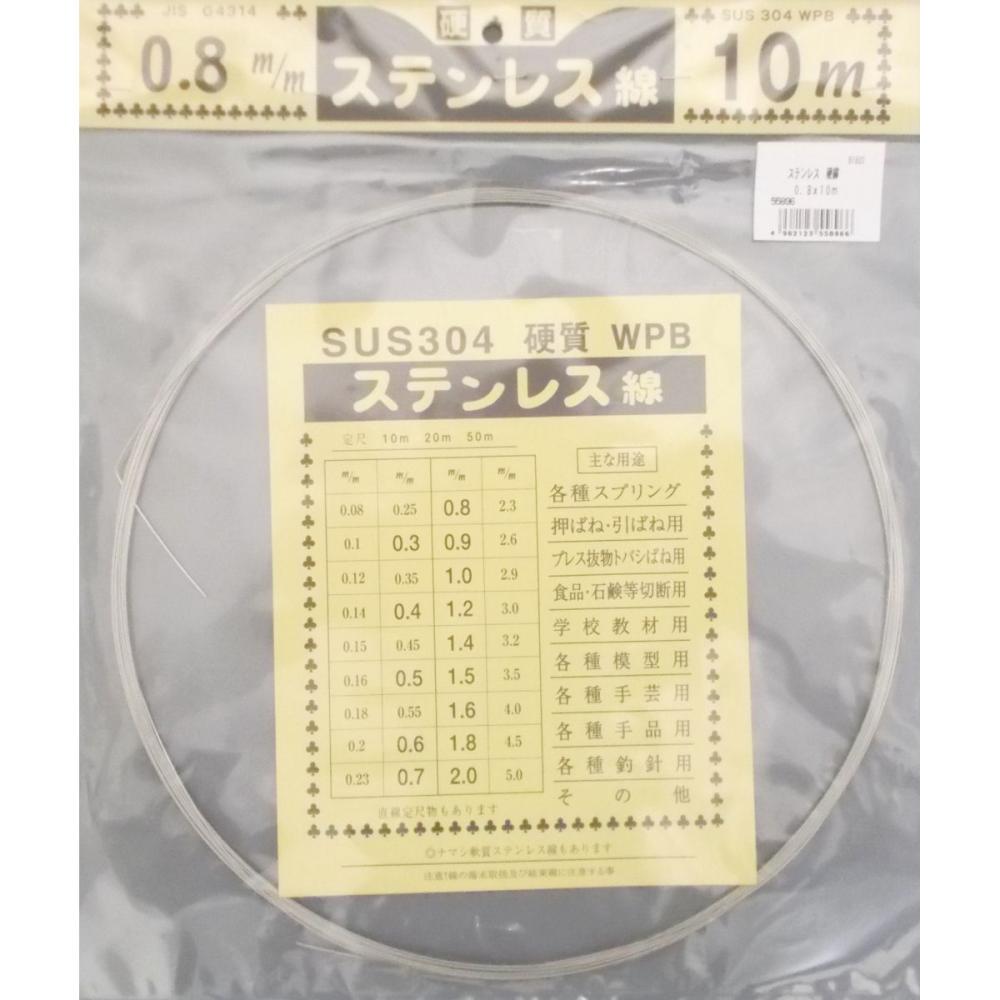 JIS G4314
0.8 m/m
硬質
ステンレス線
SUS 304 WPB
10m
ステンレス 硬線
0.8x10m
SUS304 硬質 WPB
ステンレス線
定尺 10m 20m 50m
m/m m/m m/m m/m
0.08 0.25 0.8 2.3
0.1 0.3 0.9 2.6
0.12 0.35 1.0 2.9
0.14 0.4 1.2 3.0
0.15 0.45 1.4 3.2
0.16 0.5 1.5 3.5
0.18 0.55 1.6 4.0
0.2 0.6 1.8 4.5
0.23 0.7 2.0 5.0
直線定尺物もあります
主な用途
各種スプリング
押ばね・引ばね用
プレス抜物トバシばね用
食品・石鹸等切断用
学校教材用
各種模型用
各種手芸用
各種手品用
各種釣針用
その他
◎ナマシ軟質ステンレス線もあります